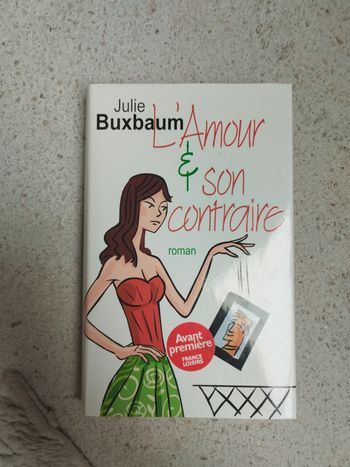 Julie
Buxbaum
L'Amour
&
son
contraire
roman
Avant
première
FRANCE
LOISIRS